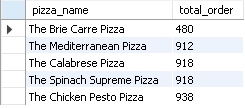 pizza_name total_order
The Brie Carre Pizza 480
The Mediterranean Pizza 912
The Calabrese Pizza 918
The Spinach Supreme Pizza 918
The Chicken Pesto Pizza 938